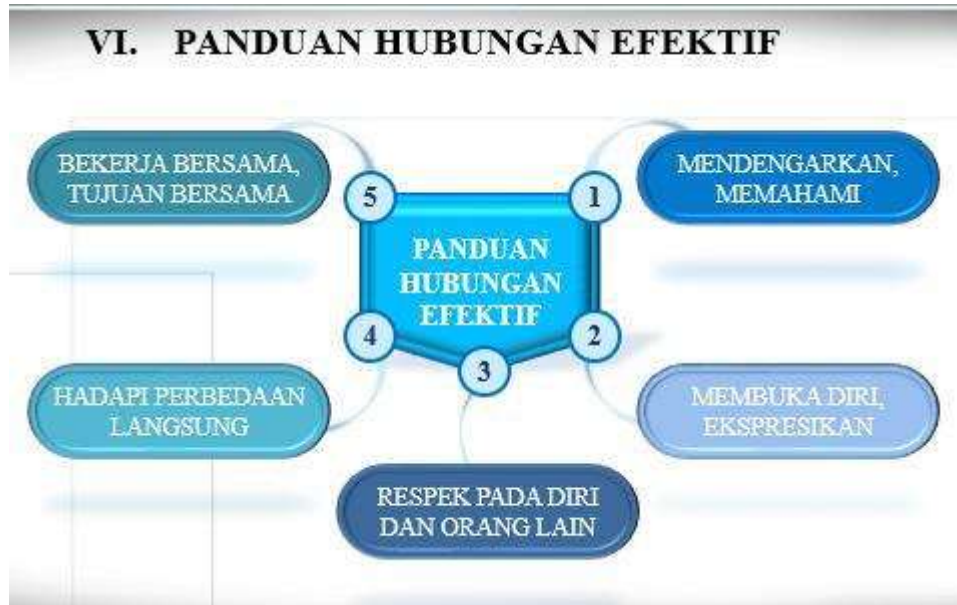 VI. PANDUAN HUBUNGAN EFEKTIF
PANDUAN
HUBUNGAN
EFEKTIF
1
MENDENGARKAN,
MEMAHAMI
2
MEMBUKA DIRI,
EKSPRESIKAN
3
RESPEK PADA DIRI
DAN ORANG LAIN
4
HADAPI PERBEDAAN
LANGSUNG
5
BEKERJA BERSAMA,
TUJUAN BERSAMA